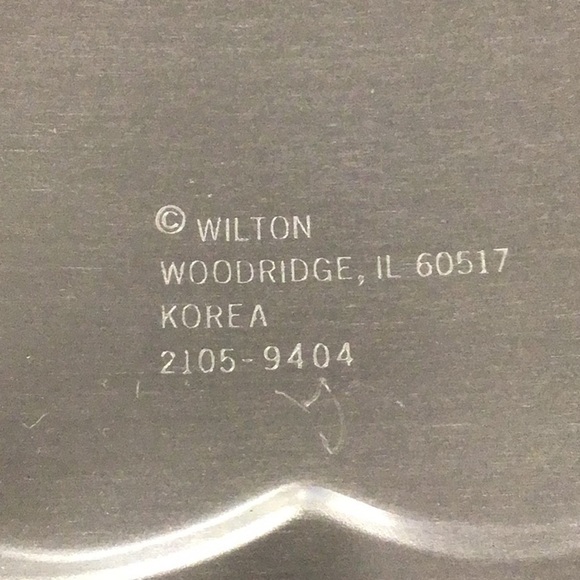 © WILTON
WOODRIDGE, IL 60517
KOREA
2105-9404